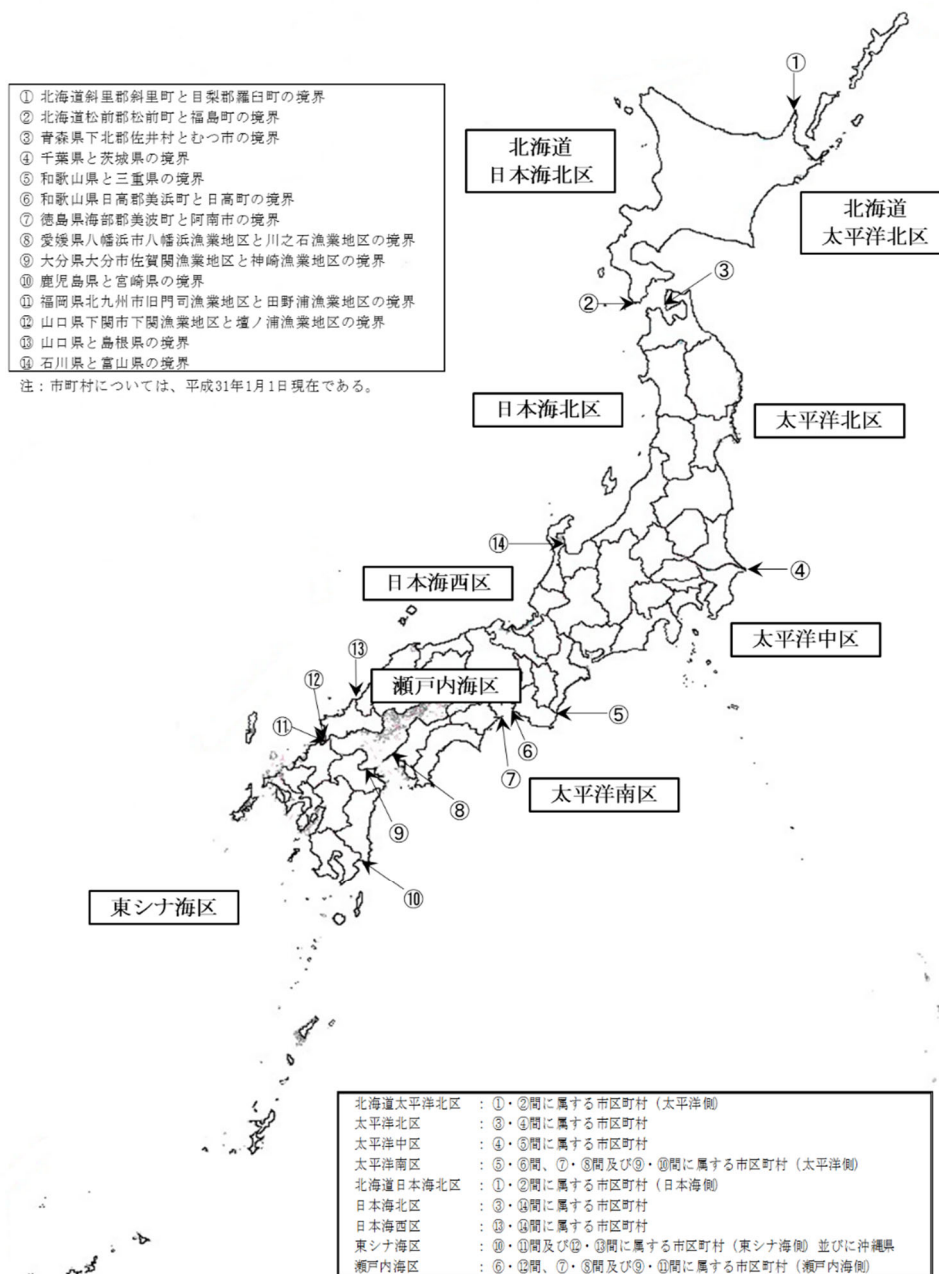 ① 北海道斜里郡斜里町と目梨郡羅臼町の境界
② 北海道松前郡松前町と福島町の境界
③ 青森県下北郡佐井村とむつ市の境界
④ 千葉県と茨城県の境界
⑤ 和歌山県と三重県の境界
⑥ 和歌山県日高郡美浜町と日高町の境界
⑦ 徳島県海部郡美波町と阿南市の境界
⑧ 愛媛県八幡浜市八幡浜漁業地区と川之石漁業地区の境界
⑨ 大分県大分市佐賀関漁業地区と神崎漁業地区の境界
⑩ 鹿児島県と宮崎県の境界
⑪ 福岡県北九州市旧門司漁業地区と田野浦漁業地区の境界
⑫ 山口県下関市下関漁業地区と壇ノ浦漁業地区の境界
⑬ 山口県と島根県の境界
⑭ 石川県と富山県の境界
注：市町村については、平成31年1月1日現在である。
①
北海道
日本海北区
北海道
太平洋北区
③
②
日本海北区
太平洋北区
⑭
④
日本海西区
太平洋中区
⑬
瀬戸内海区
⑫
⑪
⑤
⑥
⑦
太平洋南区
⑧
⑨
⑩
東シナ海区
北海道太平洋北区 ：①・②間に属する市区町村（太平洋側）
太平洋北区 ：③・④間に属する市区町村
太平洋中区 ：④・⑤間に属する市区町村
太平洋南区 ：⑤・⑥間、⑦・⑧間及び⑨・⑩間に属する市区町村（太平洋側）
北海道日本海北区 ：①・②間に属する市区町村（日本海側）
日本海北区 ：③・⑭間に属する市区町村
日本海西区 ：⑬・⑭間に属する市区町村
東シナ海区 ：⑩・⑪間及び⑫・⑬間に属する市区町村（東シナ海側）並びに沖縄県
瀬戸内海区 ：⑥・⑫間、⑦・⑧間及び⑨・⑪間に属する市区町村（瀬戸内海側）